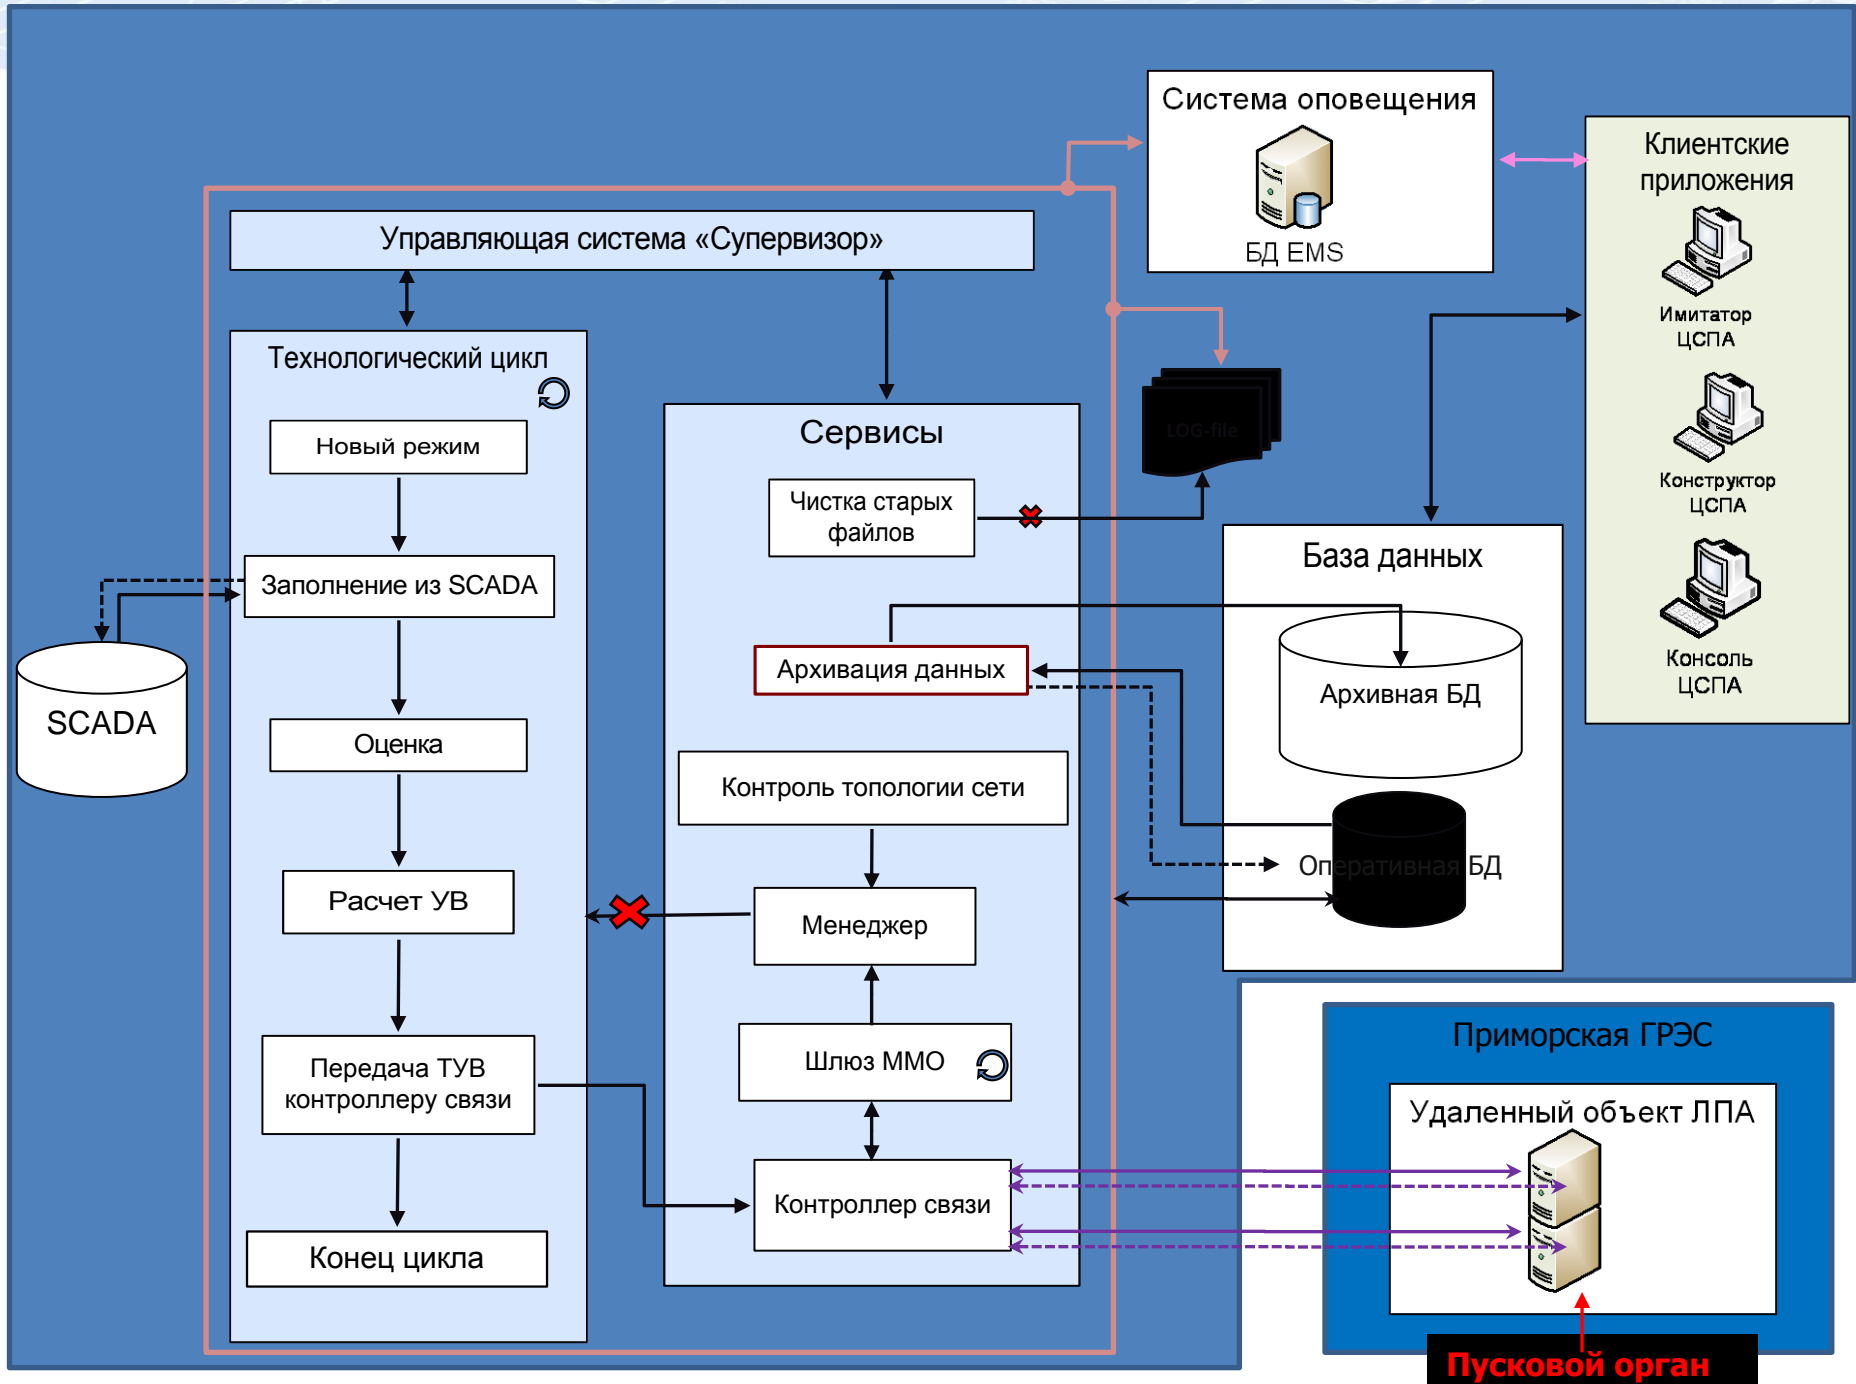 Система оповещения
БД EMS
Клиентские
приложения
Имитатор
ЦСПА
Конструктор
ЦСПА
Консоль
ЦСПА
Управляющая система «Супервизор»
Технологический цикл
Новый режим
Заполнение из SCADA
SCADA
Оценка
Расчет УВ
Передача ТУВ
контроллеру связи
Конец цикла
Сервисы
Чистка старых
файлов
Архивация данных
Контроль топологии сети
Менеджер
Шлюз ММО
Контроллер связи
LOG-file
База данных
Архивная БД
Оперативная БД
Приморская ГРЭС
Удаленный объект ЛПА
Пусковой орган